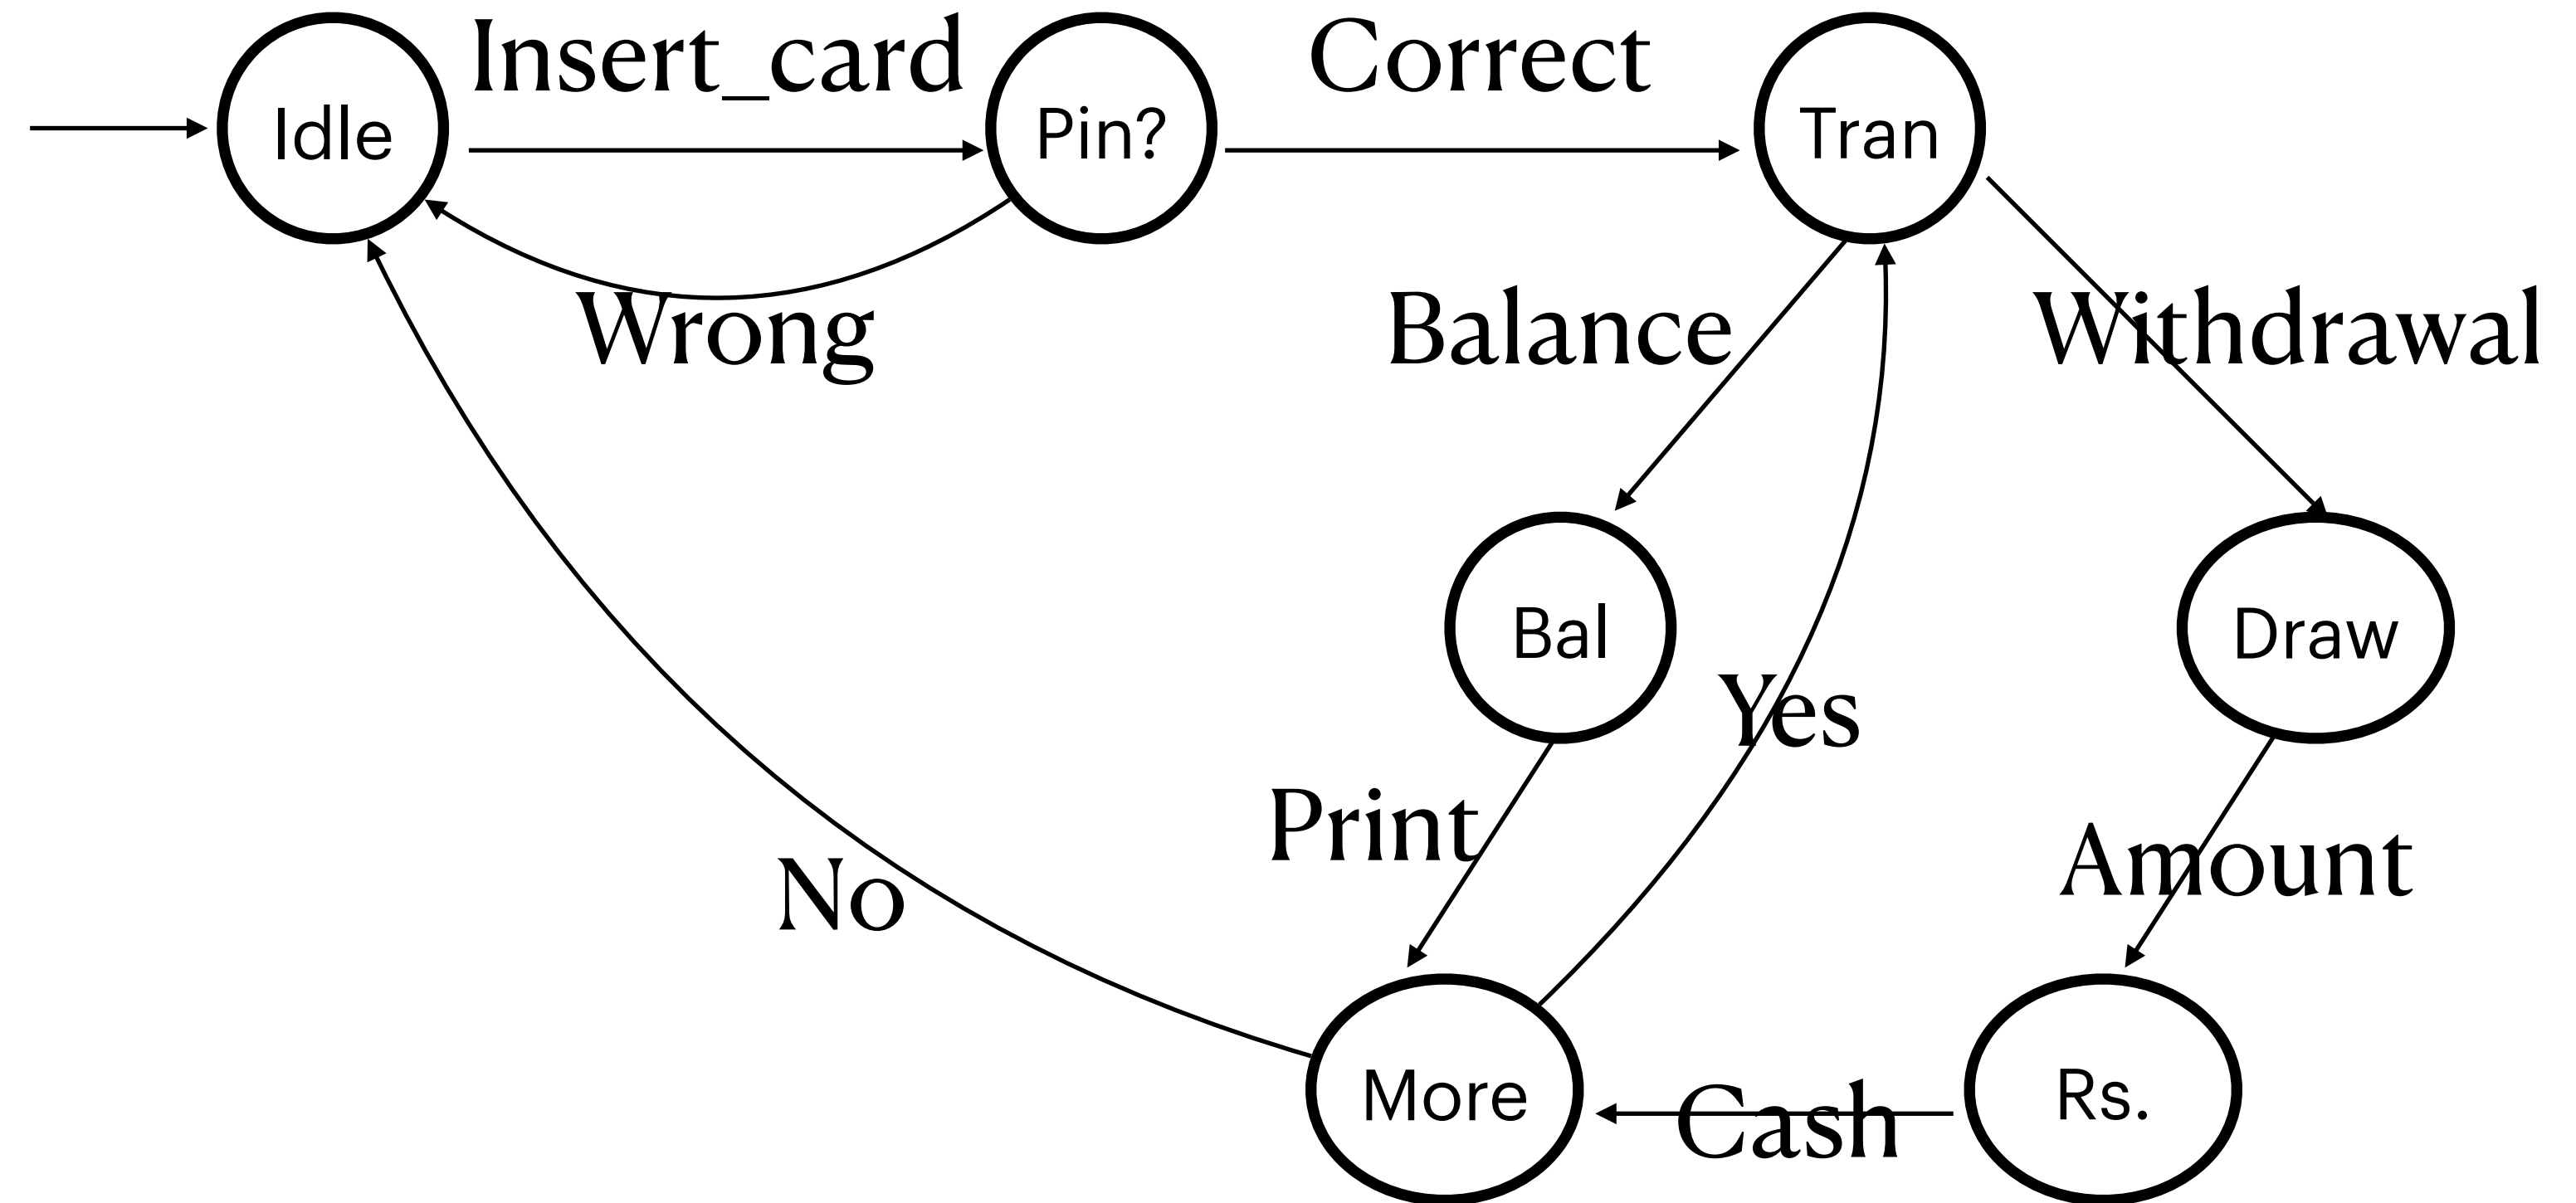 Insert_card
Correct
Idle
Pin?
Tran
Wrong
Balance
Withdrawal
Bal
Draw
Yes
Print
Amount
No
More
Cash
Rs.